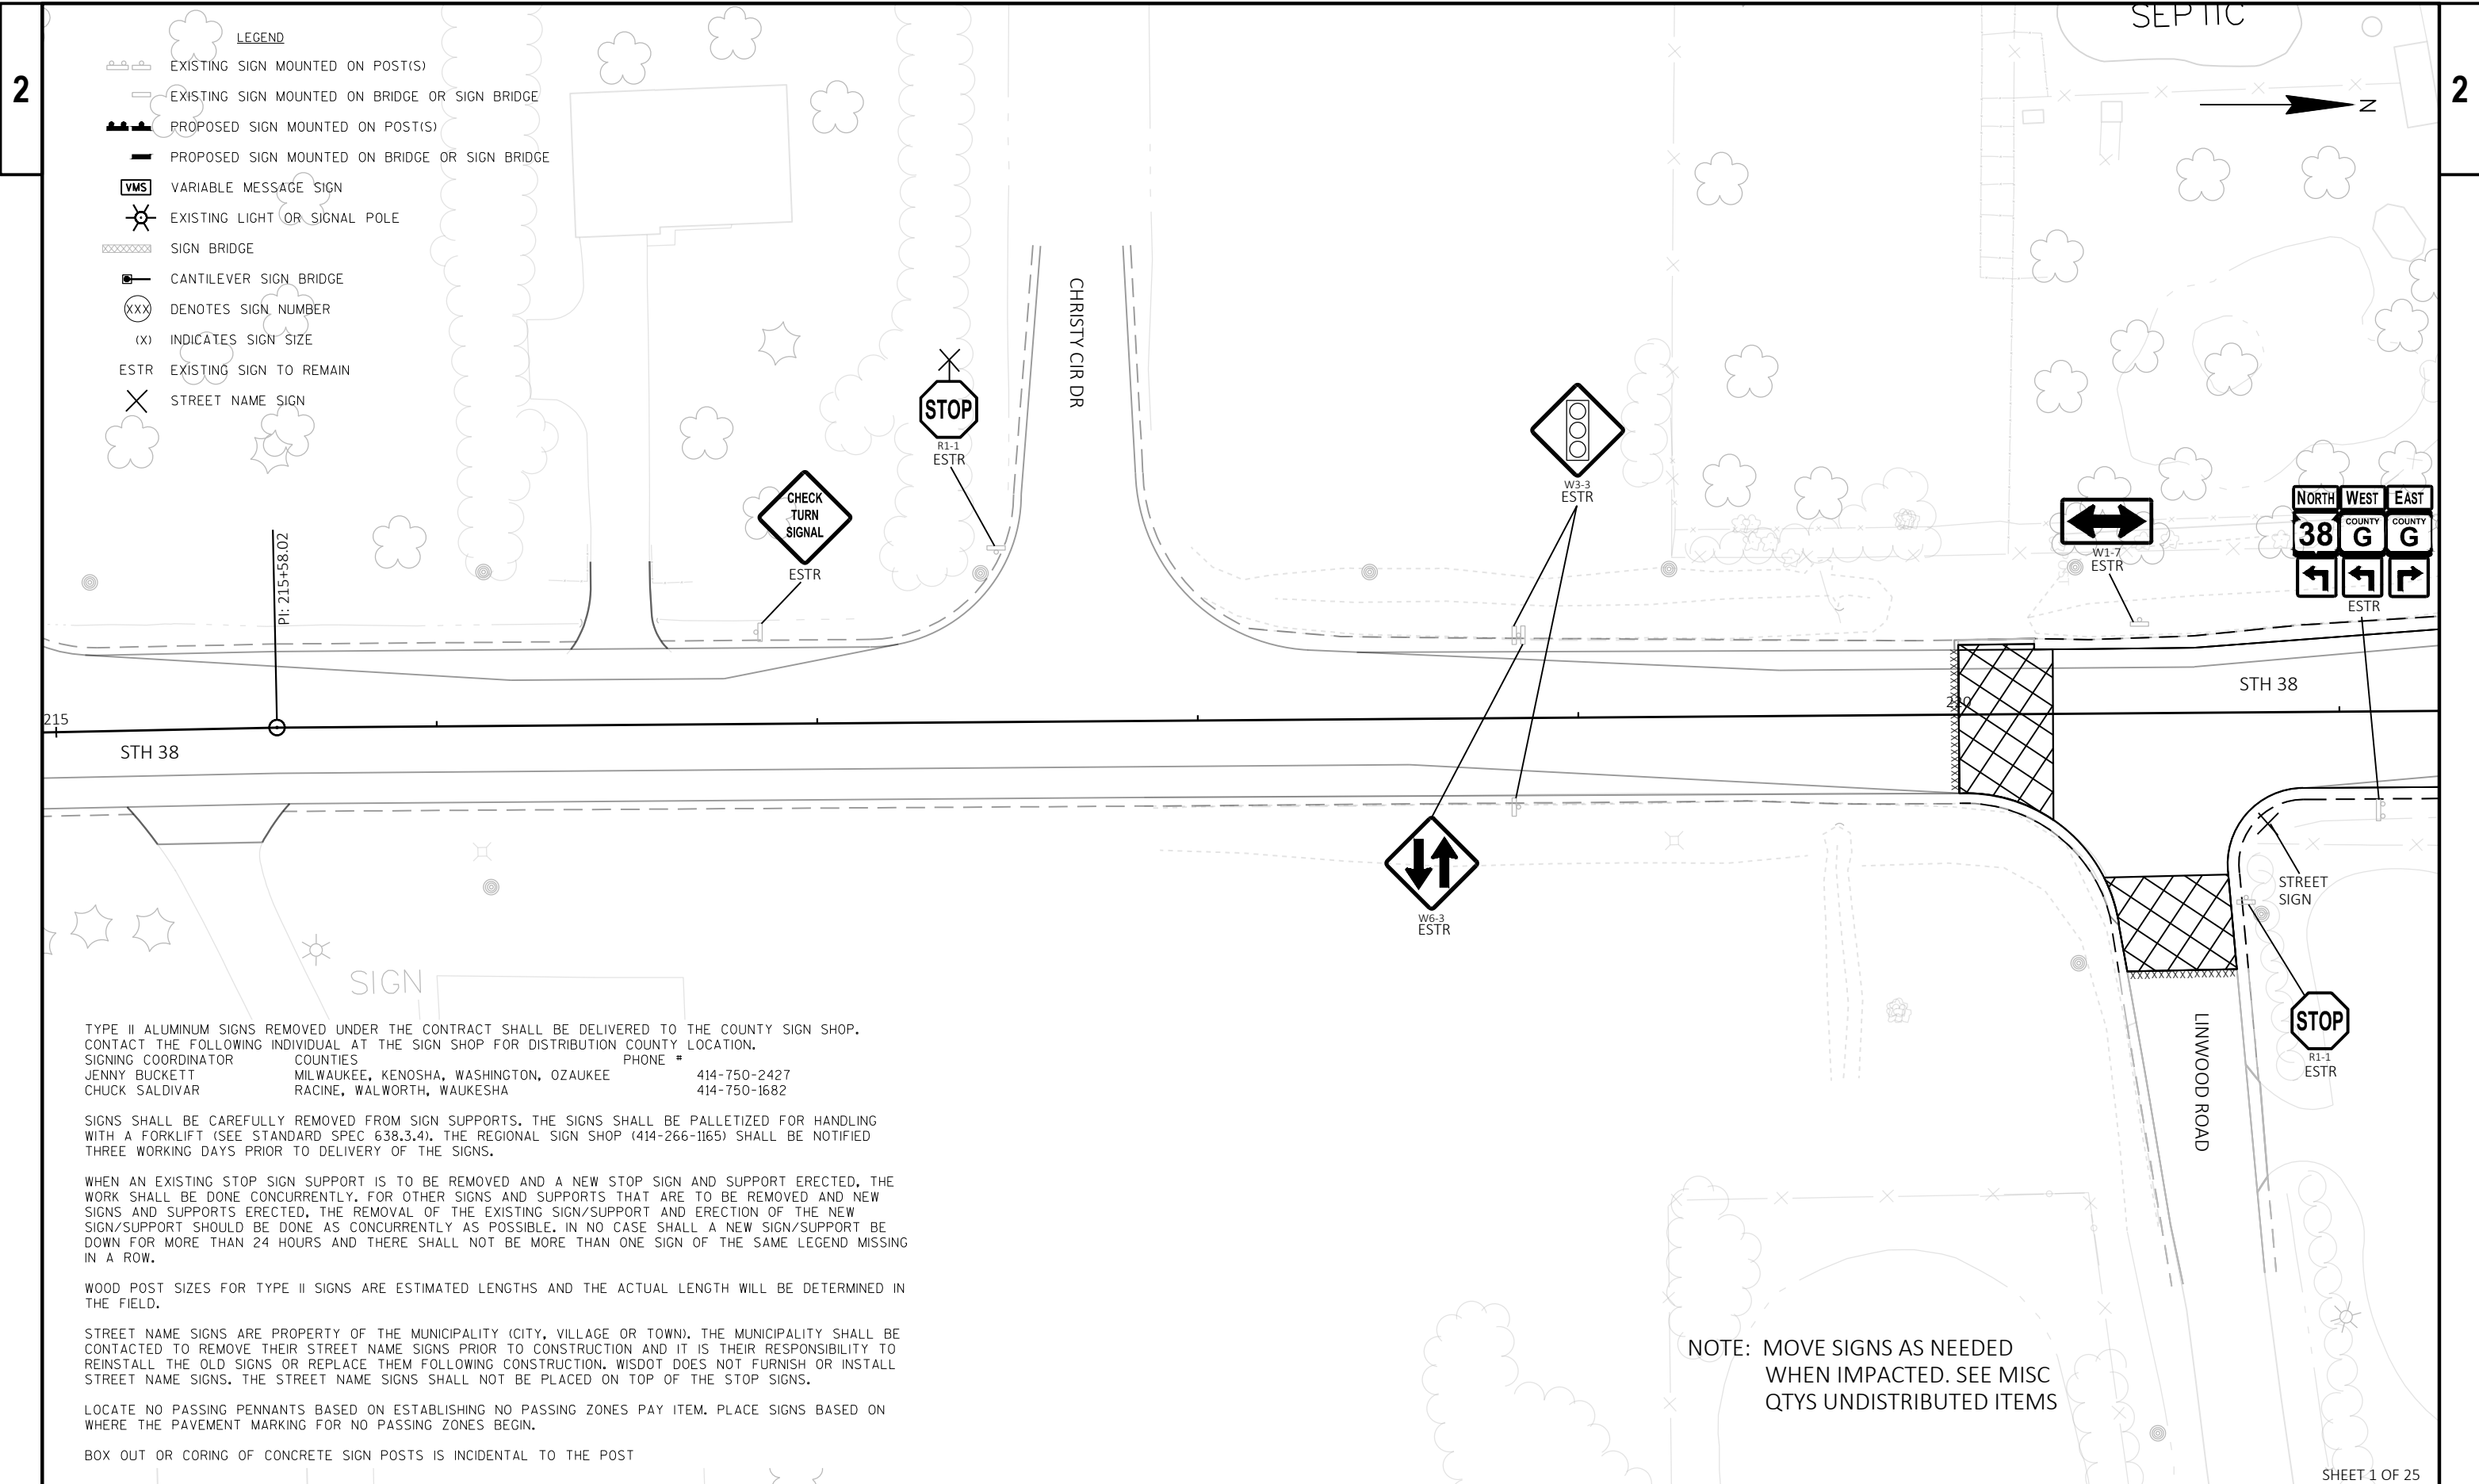 2
2
SEPTIC
N
LEGEND
EXISTING SIGN MOUNTED ON POST(S)
EXISTING SIGN MOUNTED ON BRIDGE OR SIGN BRIDGE
PROPOSED SIGN MOUNTED ON POST(S)
PROPOSED SIGN MOUNTED ON BRIDGE OR SIGN BRIDGE
VMS VARIABLE MESSAGE SIGN
EXISTING LIGHT OR SIGNAL POLE
SIGN BRIDGE
CANTILEVER SIGN BRIDGE
XXX DENOTES SIGN NUMBER
(X) INDICATES SIGN SIZE
ESTR EXISTING SIGN TO REMAIN
STREET NAME SIGN
CHRISTY CIR DR
STOP
R1-1
ESTR
CHECK
TURN
SIGNAL
ESTR
W3-3
ESTR
W1-7
ESTR
NORTH WEST EAST
38 COUNTY G COUNTY G
ESTR
PI: 215+58.02
215
STH 38
220
STH 38
W6-3
ESTR
STREET
SIGN
STOP
R1-1
ESTR
LINWOOD ROAD
SIGN
TYPE II ALUMINUM SIGNS REMOVED UNDER THE CONTRACT SHALL BE DELIVERED TO THE COUNTY SIGN SHOP.
CONTACT THE FOLLOWING INDIVIDUAL AT THE SIGN SHOP FOR DISTRIBUTION COUNTY LOCATION.
SIGNING COORDINATOR COUNTIES PHONE #
JENNY BUCKETT MILWAUKEE, KENOSHA, WASHINGTON, OZAUKEE 414-750-2427
CHUCK SALDIVAR RACINE, WALWORTH, WAUKESHA 414-750-1682
SIGNS SHALL BE CAREFULLY REMOVED FROM SIGN SUPPORTS. THE SIGNS SHALL BE PALLETIZED FOR HANDLING
WITH A FORKLIFT (SEE STANDARD SPEC 638.3.4). THE REGIONAL SIGN SHOP (414-266-1165) SHALL BE NOTIFIED
THREE WORKING DAYS PRIOR TO DELIVERY OF THE SIGNS.
WHEN AN EXISTING STOP SIGN SUPPORT IS TO BE REMOVED AND A NEW STOP SIGN AND SUPPORT ERECTED, THE
WORK SHALL BE DONE CONCURRENTLY. FOR OTHER SIGNS AND SUPPORTS THAT ARE TO BE REMOVED AND NEW
SIGNS AND SUPPORTS ERECTED, THE REMOVAL OF THE EXISTING SIGN/SUPPORT AND ERECTION OF THE NEW
SIGN/SUPPORT SHOULD BE DONE AS CONCURRENTLY AS POSSIBLE. IN NO CASE SHALL A NEW SIGN/SUPPORT BE
DOWN FOR MORE THAN 24 HOURS AND THERE SHALL NOT BE MORE THAN ONE SIGN OF THE SAME LEGEND MISSING
IN A ROW.
WOOD POST SIZES FOR TYPE II SIGNS ARE ESTIMATED LENGTHS AND THE ACTUAL LENGTH WILL BE DETERMINED IN
THE FIELD.
STREET NAME SIGNS ARE PROPERTY OF THE MUNICIPALITY (CITY, VILLAGE OR TOWN). THE MUNICIPALITY SHALL BE
CONTACTED TO REMOVE THEIR STREET NAME SIGNS PRIOR TO CONSTRUCTION AND IT IS THEIR RESPONSIBILITY TO
REINSTALL THE OLD SIGNS OR REPLACE THEM FOLLOWING CONSTRUCTION. WISDOT DOES NOT FURNISH OR INSTALL
STREET NAME SIGNS. THE STREET NAME SIGNS SHALL NOT BE PLACED ON TOP OF THE STOP SIGNS.
LOCATE NO PASSING PENNANTS BASED ON ESTABLISHING NO PASSING ZONES PAY ITEM. PLACE SIGNS BASED ON
WHERE THE PAVEMENT MARKING FOR NO PASSING ZONES BEGIN.
BOX OUT OR CORING OF CONCRETE SIGN POSTS IS INCIDENTAL TO THE POST
NOTE: MOVE SIGNS AS NEEDED
WHEN IMPACTED. SEE MISC
QTYS UNDISTRIBUTED ITEMS
SHEET 1 OF 25